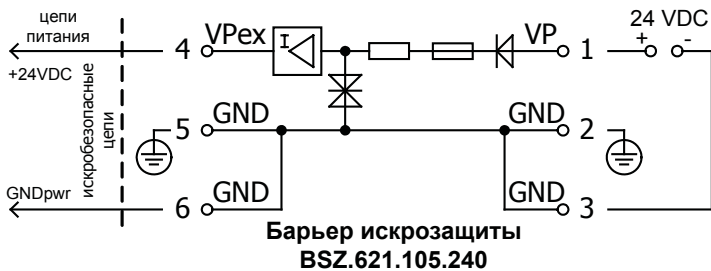 цепи
питания
+24VDC
искробезопасные
цепи
GNDpwr
4 VPex
I
VP 1
24 VDC
+ -
5 GND
GND 2
6 GND
GND 3
Барьер искрозащиты
BSZ.621.105.240